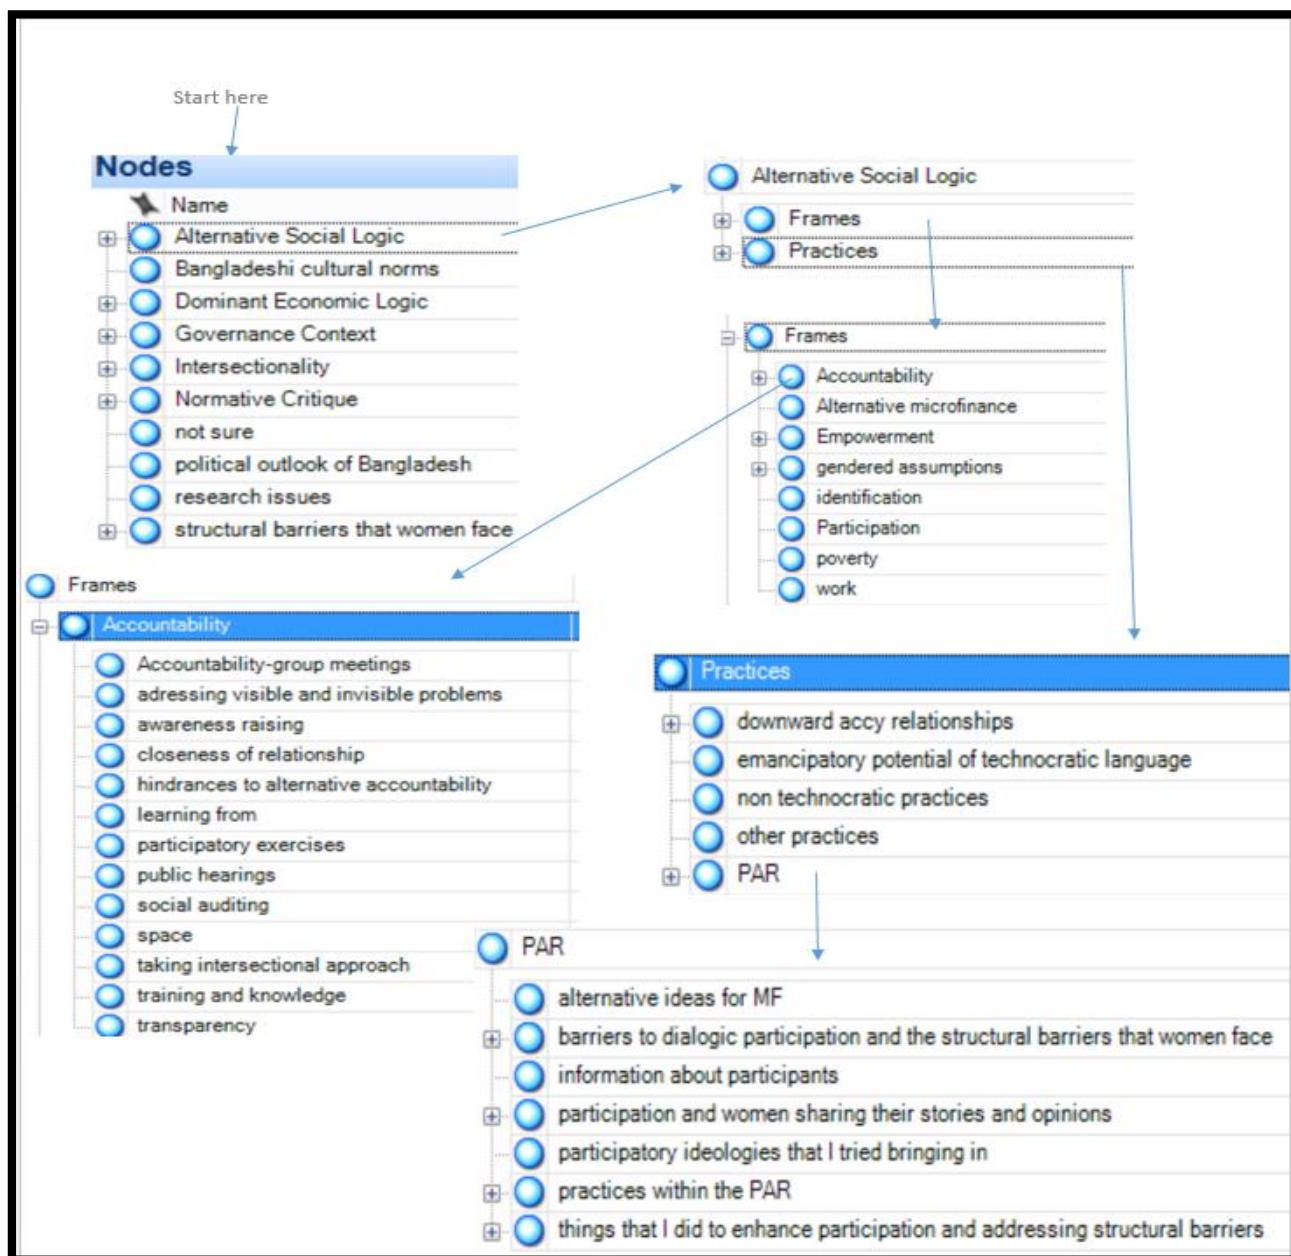 Start here
Nodes
Name
Alternative Social Logic
Bangladeshi cultural norms
Dominant Economic Logic
Governance Context
Intersectionality
Normative Critique
not sure
political outlook of Bangladesh
research issues
structural barriers that women face
Alternative Social Logic
Frames
Practices
Frames
Accountability
Alternative microfinance
Empowerment
gendered assumptions
identification
Participation
poverty
work
Frames
Accountability
Accountability-group meetings
adressing visible and invisible problems
awareness raising
closeness of relationship
hindrances to alternative accountability
learning from
participatory exercises
public hearings
social auditing
space
taking intersectional approach
training and knowledge
transparency
Practices
downward accy relationships
emancipatory potential of technocratic language
non technocratic practices
other practices
PAR
PAR
alternative ideas for MF
barriers to dialogic participation and the structural barriers that women face
information about participants
participation and women sharing their stories and opinions
participatory ideologies that I tried bringing in
practices within the PAR
things that I did to enhance participation and addressing structural barriers